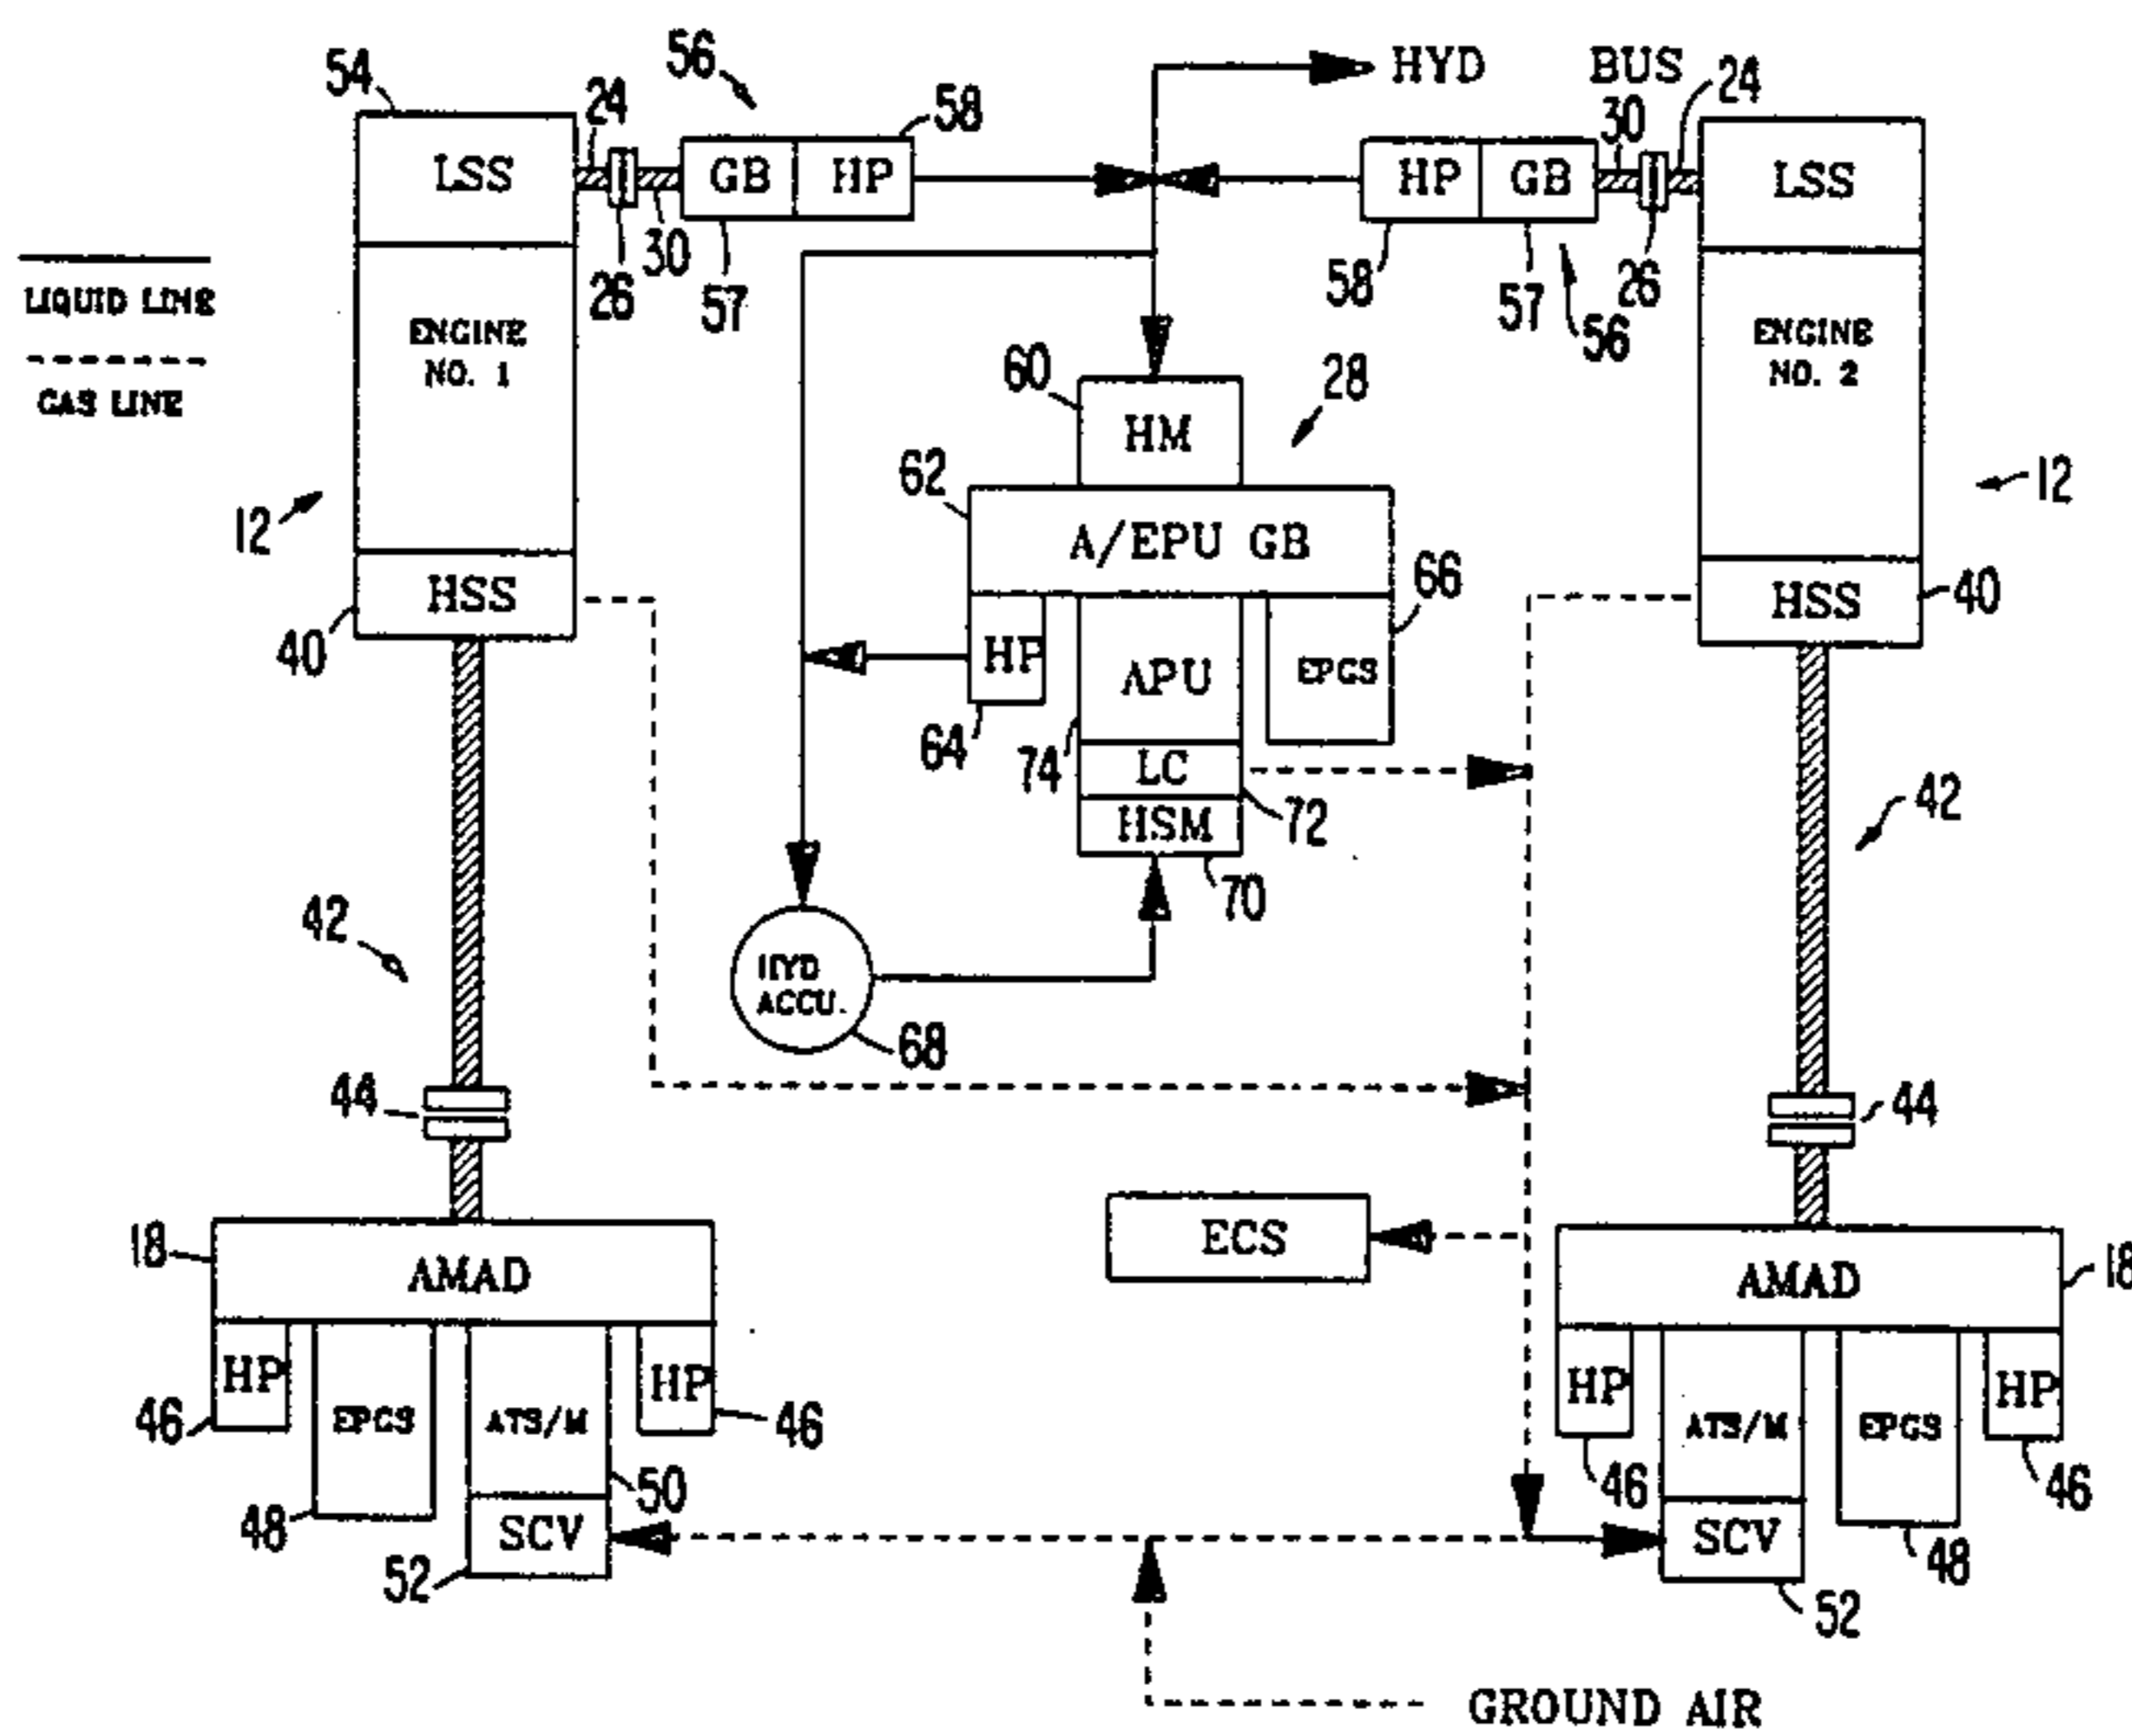 54
56
24
58
HYD BUS
30
24
LSS
GB
HP
HP
GB
LSS
LIQUID LINE
GAS LINE
26
30
57
58
57
56
26
ENGINE
NO. 1
ENGINE
NO. 2
60
28
HM
62
12
12
A/EPU GB
66
HSS
HSS
40
40
HP
APU
EPGS
64
74
LC
72
HSM
70
42
42
HYD
ACCU.
68
44
44
18
AMAD
ECS
AMAD
18
HP
EPGS
ATS/M
HP
HP
ATS/M
EPGS
HP
46
46
46
46
48
50
SCV
SCV
48
52
52
GROUND AIR